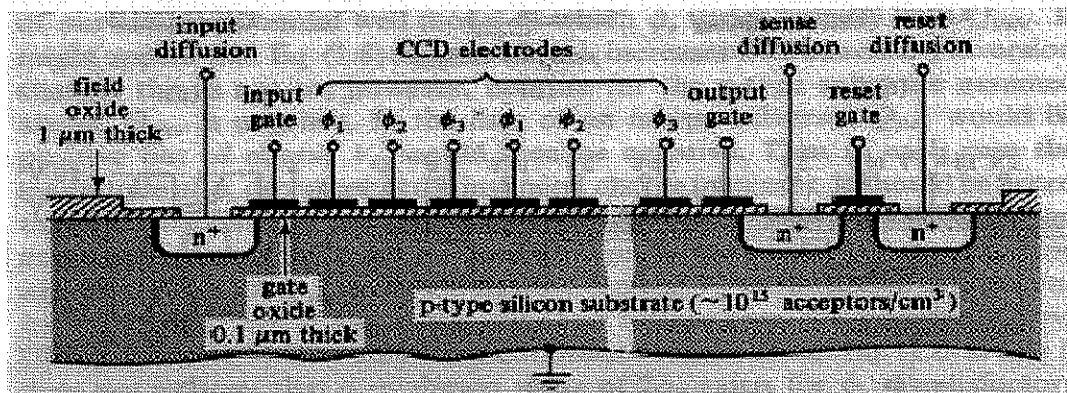 input
diffusion
CCD electrodes
sense
diffusion
reset
diffusion
field
oxide
1 μm thick
input
gate
ϕ₁
ϕ₂
ϕ₃
ϕ₁
ϕ₂
ϕ₃
output
gate
reset
gate
n⁺
n⁺
n⁺
gate
oxide
0.1 μm thick
p-type silicon substrate (~10¹⁵ acceptors/cm³)